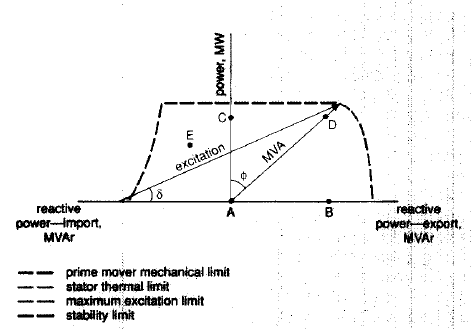 power, MW
C
D
E
excitation
MVA
δ
ϕ
A
B
reactive
power—import,
MVAr
reactive
power—export,
MVAr
prime mover mechanical limit
stator thermal limit
maximum excitation limit
stability limit